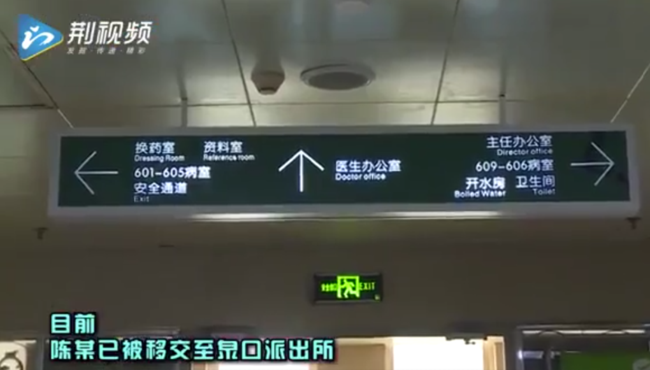 荆视频
发掘·传递·精彩
换药室 资料室
Dressing Room Reference room
601-605病室
安全通道
Exit
医生办公室
Doctor office
主任办公室
Director office
609-606病室
开水房 卫生间
Boiled Water Toilet
EXIT
目前
陈某已被移交至泉口派出所